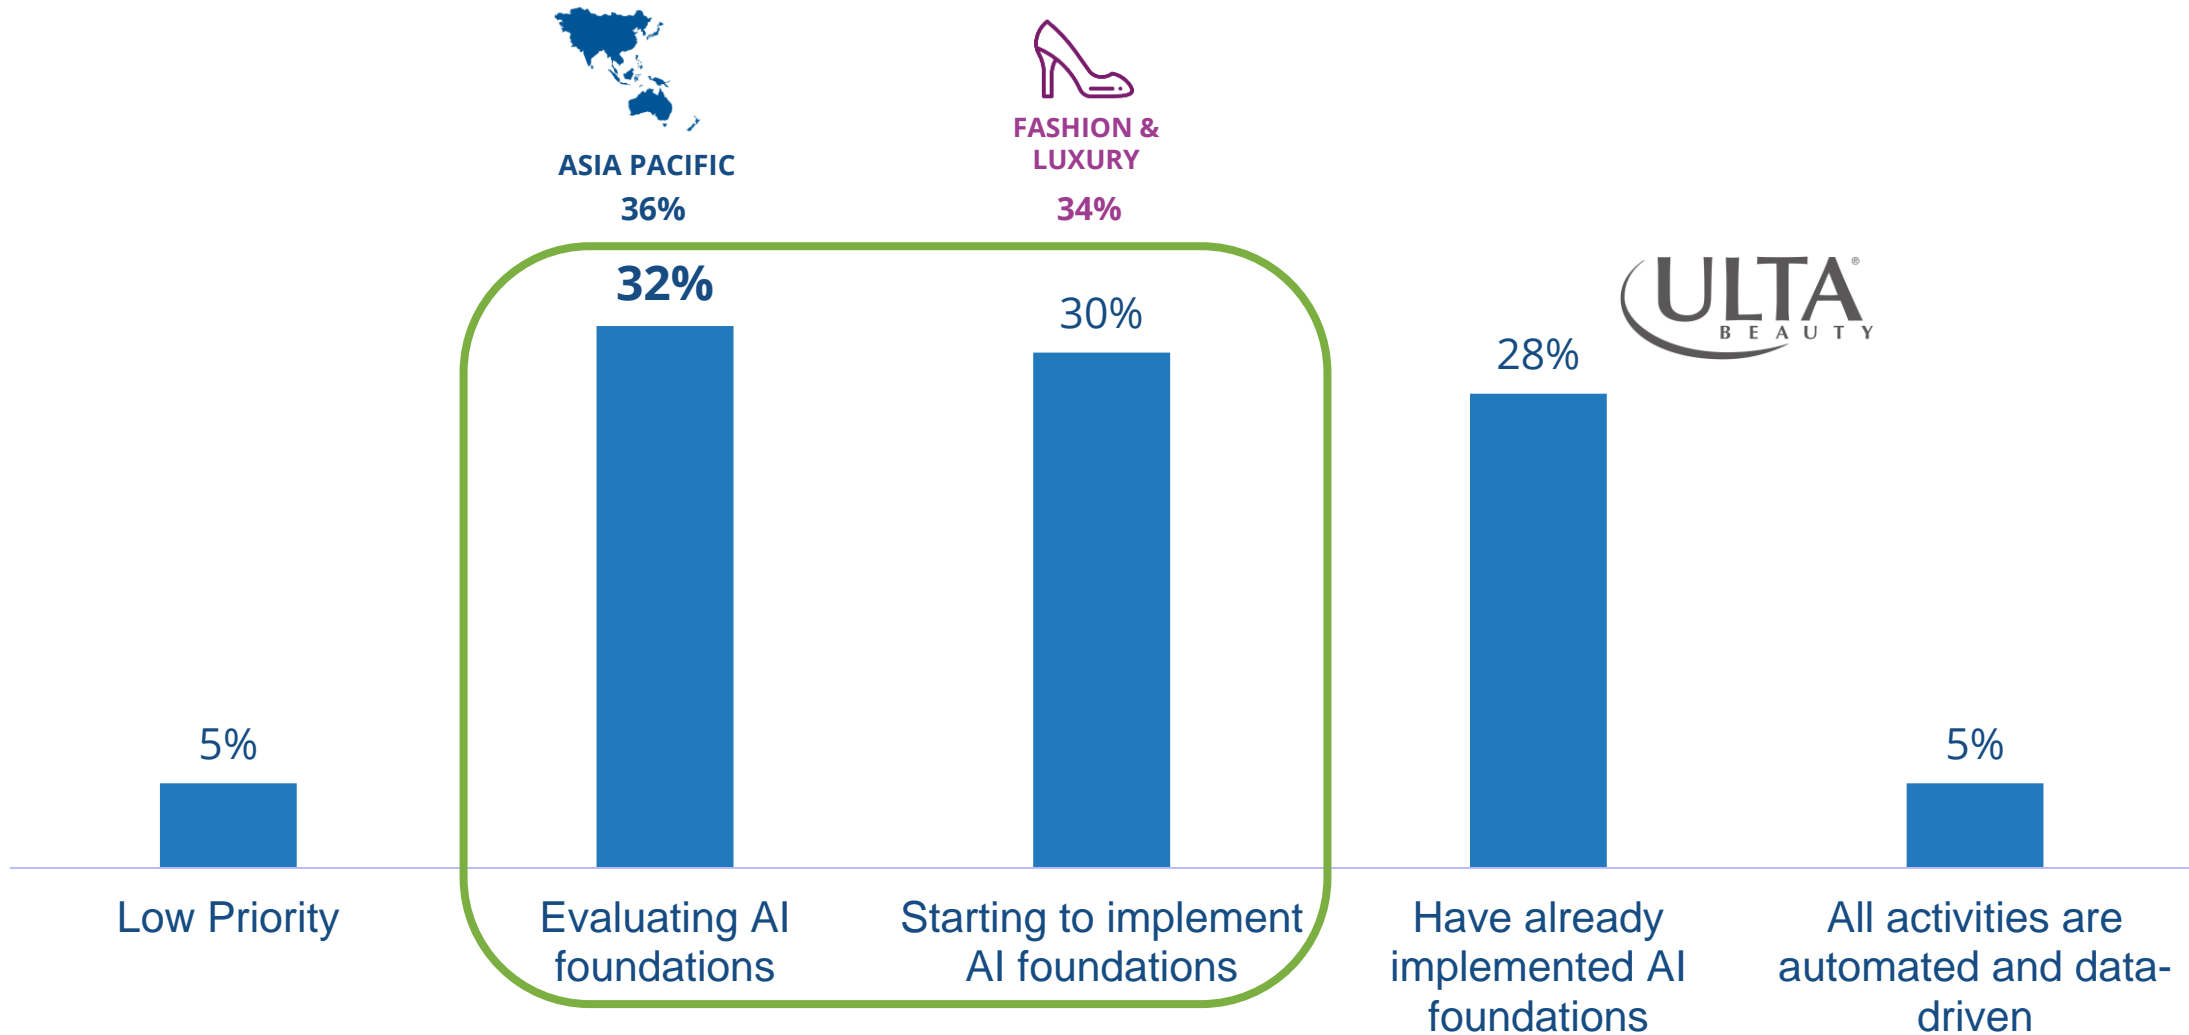 ASIA PACIFIC
36%
FASHION &
LUXURY
34%
32%
30%
ULTA®
BEAUTY
28%
5%
5%
Low Priority
Evaluating AI
foundations
Starting to implement
AI foundations
Have already
implemented AI
foundations
All activities are
automated and data-
driven